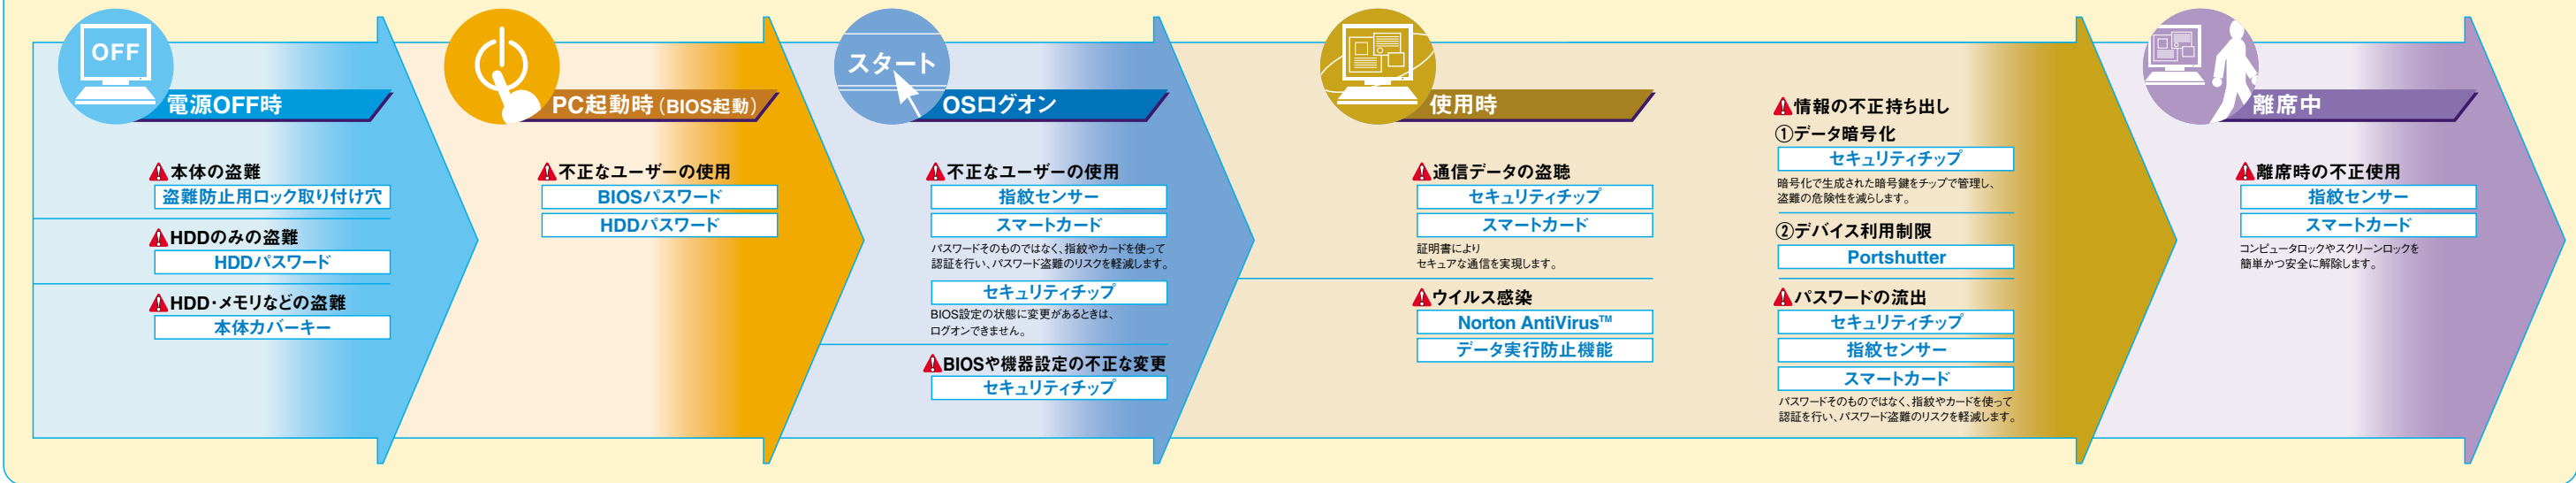 OFF
電源OFF時
本体の盗難
盗難防止用ロック取り付け穴
HDDのみの盗難
HDDパスワード
HDD・メモリなどの盗難
本体カバーキー
PC起動時（BIOS起動）
不正なユーザーの使用
BIOSパスワード
HDDパスワード
スタート
OSログオン
不正なユーザーの使用
指紋センサー
スマートカード
パスワードそのものではなく、指紋やカードを使って
認証を行い、パスワード盗難のリスクを軽減します。
セキュリティチップ
BIOS設定の状態に変更があるときは、
ログオンできません。
BIOSや機器設定の不正な変更
セキュリティチップ
使用時
通信データの盗聴
セキュリティチップ
スマートカード
証明書により
セキュアな通信を実現します。
ウイルス感染
Norton AntiVirus™
データ実行防止機能
情報の不正持ち出し
①データ暗号化
セキュリティチップ
暗号化で生成された暗号鍵をチップで管理し、
盗難の危険性を減らします。
②デバイス利用制限
Portshutter
パスワードの流出
セキュリティチップ
指紋センサー
スマートカード
パスワードそのものではなく、指紋やカードを使って
認証を行い、パスワード盗難のリスクを軽減します。
離席中
離席時の不正使用
指紋センサー
スマートカード
コンピュータロックやスクリーンロックを
簡単かつ安全に解除します。